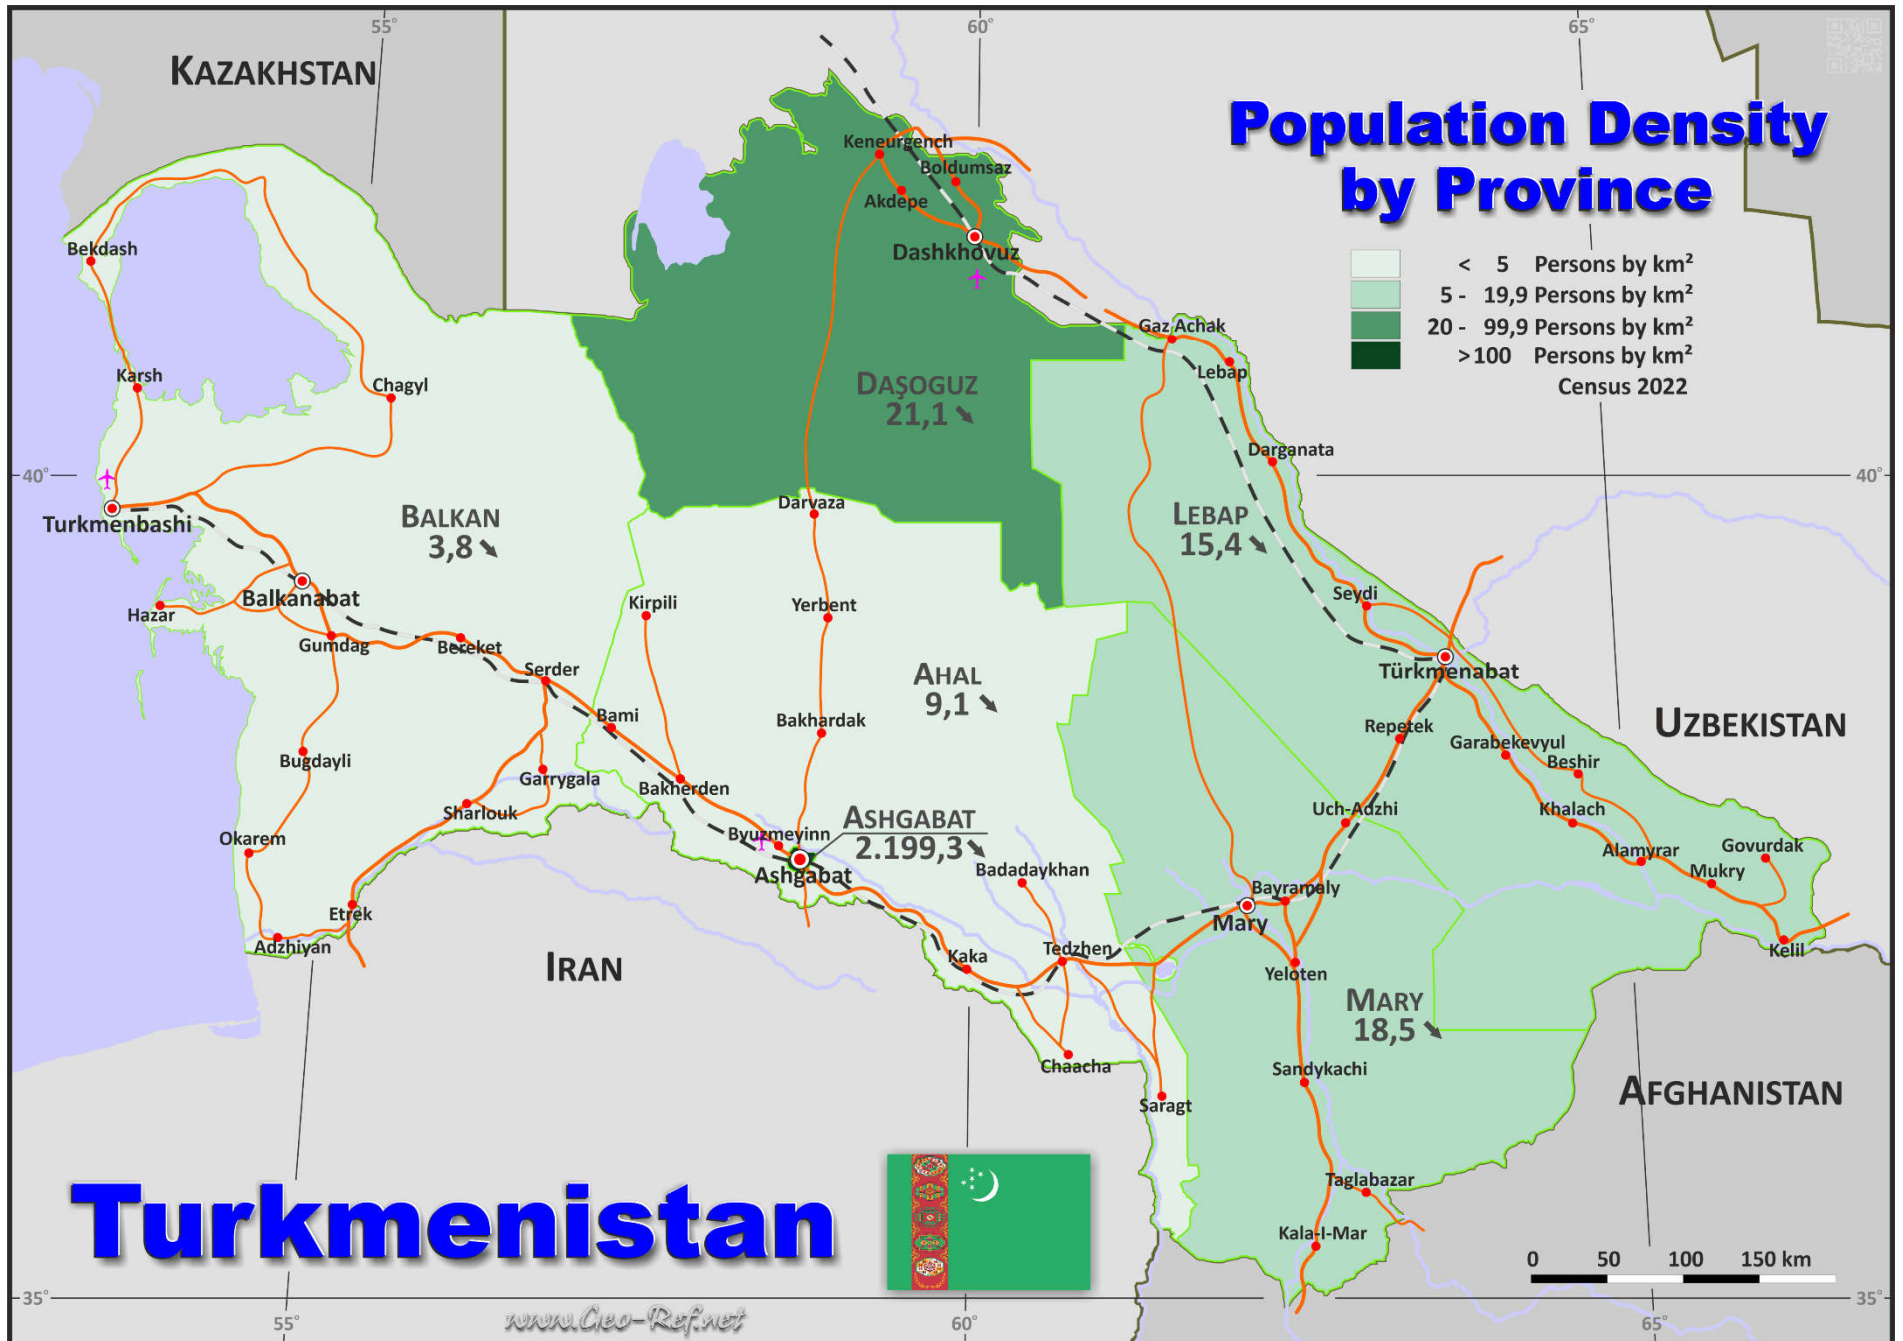 55°
60°
65°
KAZAKHSTAN
Population Density
by Province
< 5 Persons by km²
5 - 19,9 Persons by km²
20 - 99,9 Persons by km²
>100 Persons by km²
Census 2022
Keneurgench
Boldumsaz
Akdepe
Dashkhovuz
Bekdash
Karsh
Chagyl
Gaz Achak
Lebap
DAŞOGUZ
21,1
Darganata
40°
40°
Turkmenbashi
BALKAN
3,8
Darvaza
LEBAP
15,4
Balkanabat
Hazar
Kirpili
Yerbent
Seydi
Gumdag
Bereket
Serder
Türkmenabat
AHAL
9,1
Bami
Bakhardak
Repetek
UZBEKISTAN
Garabekevyul
Beshir
Bugdayli
Garrygala
Bakherden
Sharlouk
Uch-Adzhi
Khalach
Okarem
Byuzmeyinn
ASHGABAT
2.199,3
Ashgabat
Badadaykhan
Alamyrar
Govurdak
Mukry
Bayramaly
Mary
Etrek
Adzhiyan
Kaka
Tedzhen
Kelil
IRAN
Yeloten
MARY
18,5
Chaacha
Sandykachi
AFGHANISTAN
Saragt
Taglabazar
Turkmenistan
Kala-I-Mar
0 50 100 150 km
35°
35°
55°
www.Geo-Ref.net
60°
65°